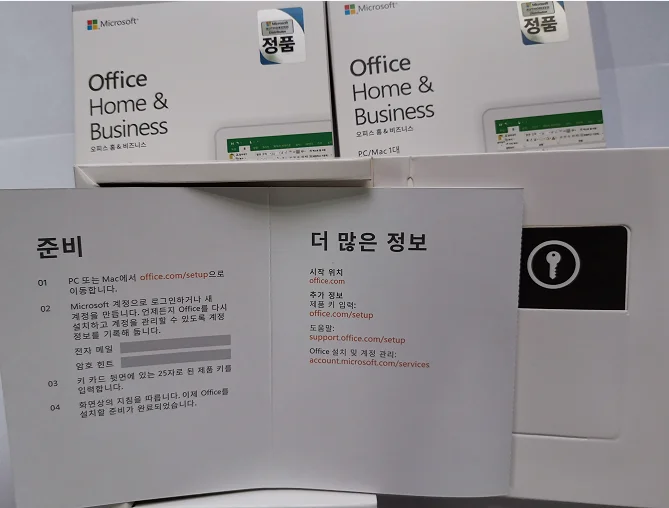 Microsoft
정품
Office
Home &
Business
오피스 홈 & 비즈니스
Microsoft
정품
Office
Home &
Business
오피스 홈 & 비즈니스
PC/Mac 1대
준비
01 PC 또는 Mac에서 office.com/setup으로
이동합니다.
02 Microsoft 계정으로 로그인하거나 새
계정을 만듭니다. 언제든지 Office를 다시
설치하고 계정을 관리할 수 있도록 계정
정보를 기록해 둡니다.
전자 메일
암호 힌트
03 키 카드 뒷면에 있는 25자로 된 제품 키를
입력합니다.
04 화면상의 지침을 따릅니다. 이제 Office를
설치할 준비가 완료되었습니다.
더 많은 정보
시작 위치
office.com
추가 정보
제품 키 입력:
office.com/setup
도움말:
support.office.com/setup
Office 설치 및 계정 관리:
account.microsoft.com/services